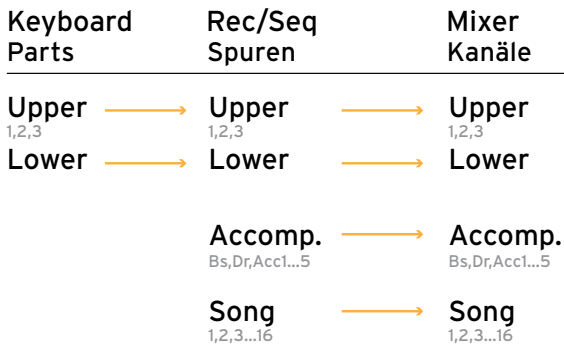 Keyboard Rec/Seq Mixer
Parts Spuren Kanäle
Upper Upper Upper
1,2,3 1,2,3 1,2,3
Lower Lower Lower
Accomp. Accomp.
Bs,Dr,Acc1...5 Bs,Dr,Acc1...5
Song Song
1,2,3...16 1,2,3...16